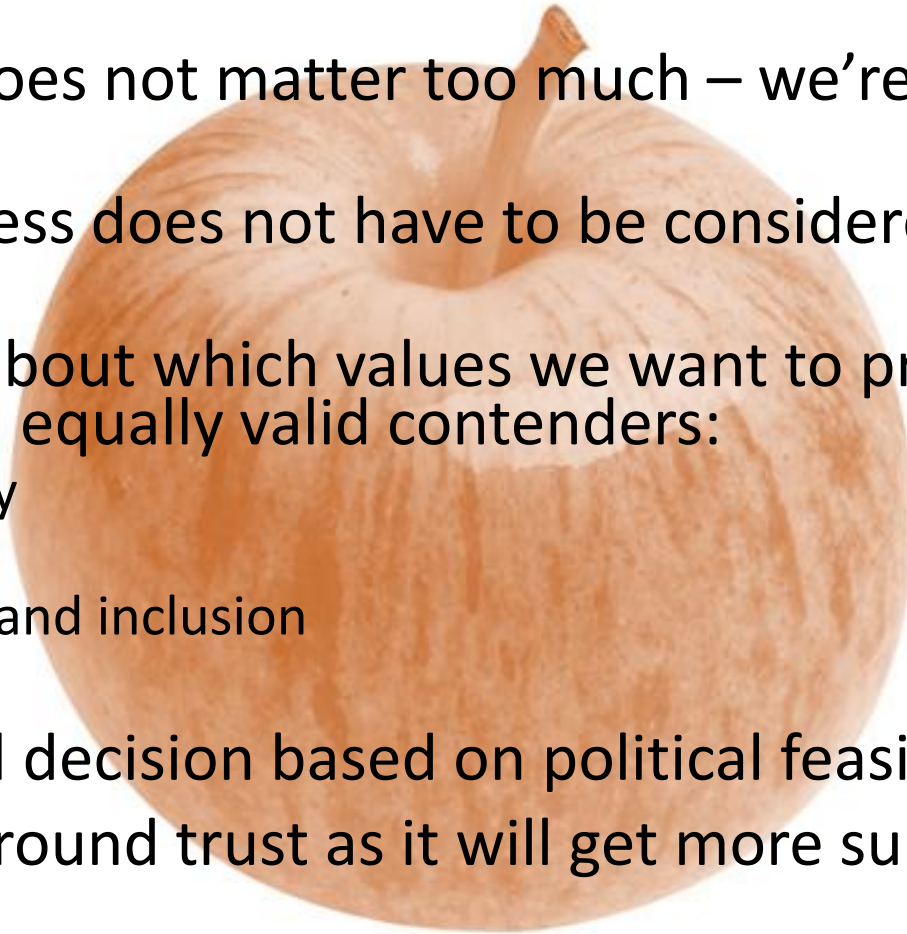 oes not matter too much – we’re
ess does not have to be consider
bout which values we want to pr
equally valid contenders:
y
and inclusion
decision based on political feasi
round trust as it will get more su